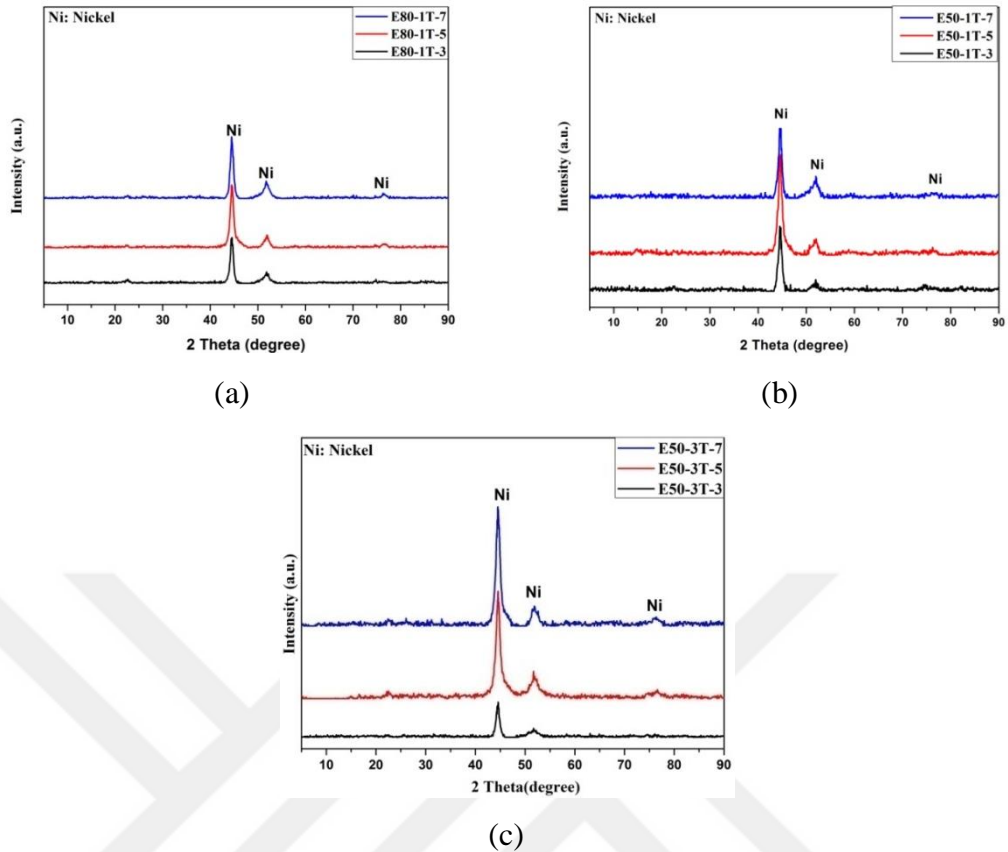 Ni: Nickel
E80-1T-7
E80-1T-5
E80-1T-3
Ni
Ni
Ni
Intensity (a.u.)
10 20 30 40 50 60 70 80 90
2 Theta (degree)
(a)
Ni: Nickel
E50-1T-7
E50-1T-5
E50-1T-3
Ni
Ni
Ni
Intensity (a.u.)
10 20 30 40 50 60 70 80 90
2 Theta (degree)
(b)
Ni: Nickel
E50-3T-7
E50-3T-5
E50-3T-3
Ni
Ni
Ni
Intensity (a.u.)
10 20 30 40 50 60 70 80 90
2 Theta(degree)
(c)